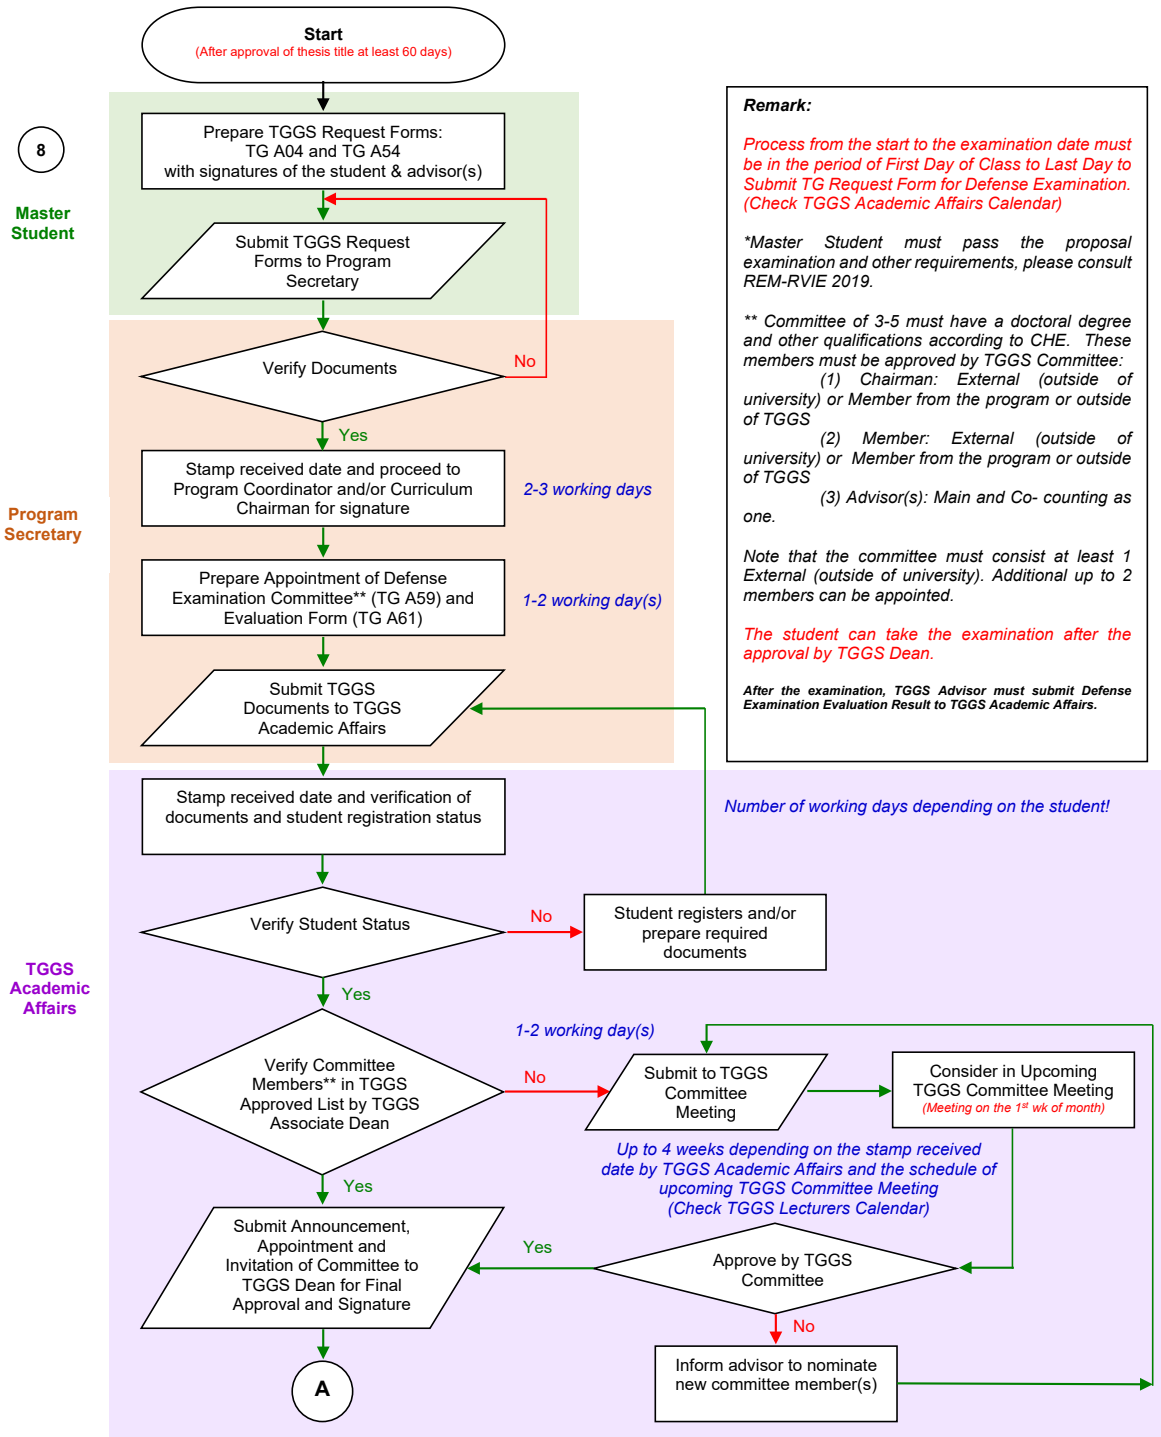 Start
(After approval of thesis title at least 60 days)
8
Master
Student
Prepare TGGS Request Forms:
TG A04 and TG A54
with signatures of the student & advisor(s)
Submit TGGS Request
Forms to Program
Secretary
Verify Documents
No
Yes
Program
Secretary
Stamp received date and proceed to
Program Coordinator and/or Curriculum
Chairman for signature
2-3 working days
Prepare Appointment of Defense
Examination Committee** (TG A59) and
Evaluation Form (TG A61)
1-2 working day(s)
Submit TGGS
Documents to TGGS
Academic Affairs
Remark:
Process from the start to the examination date must
be in the period of First Day of Class to Last Day to
Submit TG Request Form for Defense Examination.
(Check TGGS Academic Affairs Calendar)
*Master Student must pass the proposal
examination and other requirements, please consult
REM-RVIE 2019.
** Committee of 3-5 must have a doctoral degree
and other qualifications according to CHE. These
members must be approved by TGGS Committee:
(1) Chairman: External (outside of
university) or Member from the program or outside
of TGGS
(2) Member: External (outside of
university) or Member from the program or outside
of TGGS
(3) Advisor(s): Main and Co- counting as
one.
Note that the committee must consist at least 1
External (outside of university). Additional up to 2
members can be appointed.
The student can take the examination after the
approval by TGGS Dean.
After the examination, TGGS Advisor must submit Defense
Examination Evaluation Result to TGGS Academic Affairs.
TGGS
Academic
Affairs
Stamp received date and verification of
documents and student registration status
Number of working days depending on the student!
Verify Student Status
No
Student registers and/or
prepare required
documents
Yes
1-2 working day(s)
Verify Committee
Members** in TGGS
Approved List by TGGS
Associate Dean
No
Submit to TGGS
Committee
Meeting
Consider in Upcoming
TGGS Committee Meeting
(Meeting on the 1st wk of month)
Up to 4 weeks depending on the stamp received
date by TGGS Academic Affairs and the schedule of
upcoming TGGS Committee Meeting
(Check TGGS Lecturers Calendar)
Yes
Submit Announcement,
Appointment and
Invitation of Committee to
TGGS Dean for Final
Approval and Signature
Yes
Approve by TGGS
Committee
No
Inform advisor to nominate
new committee member(s)
A